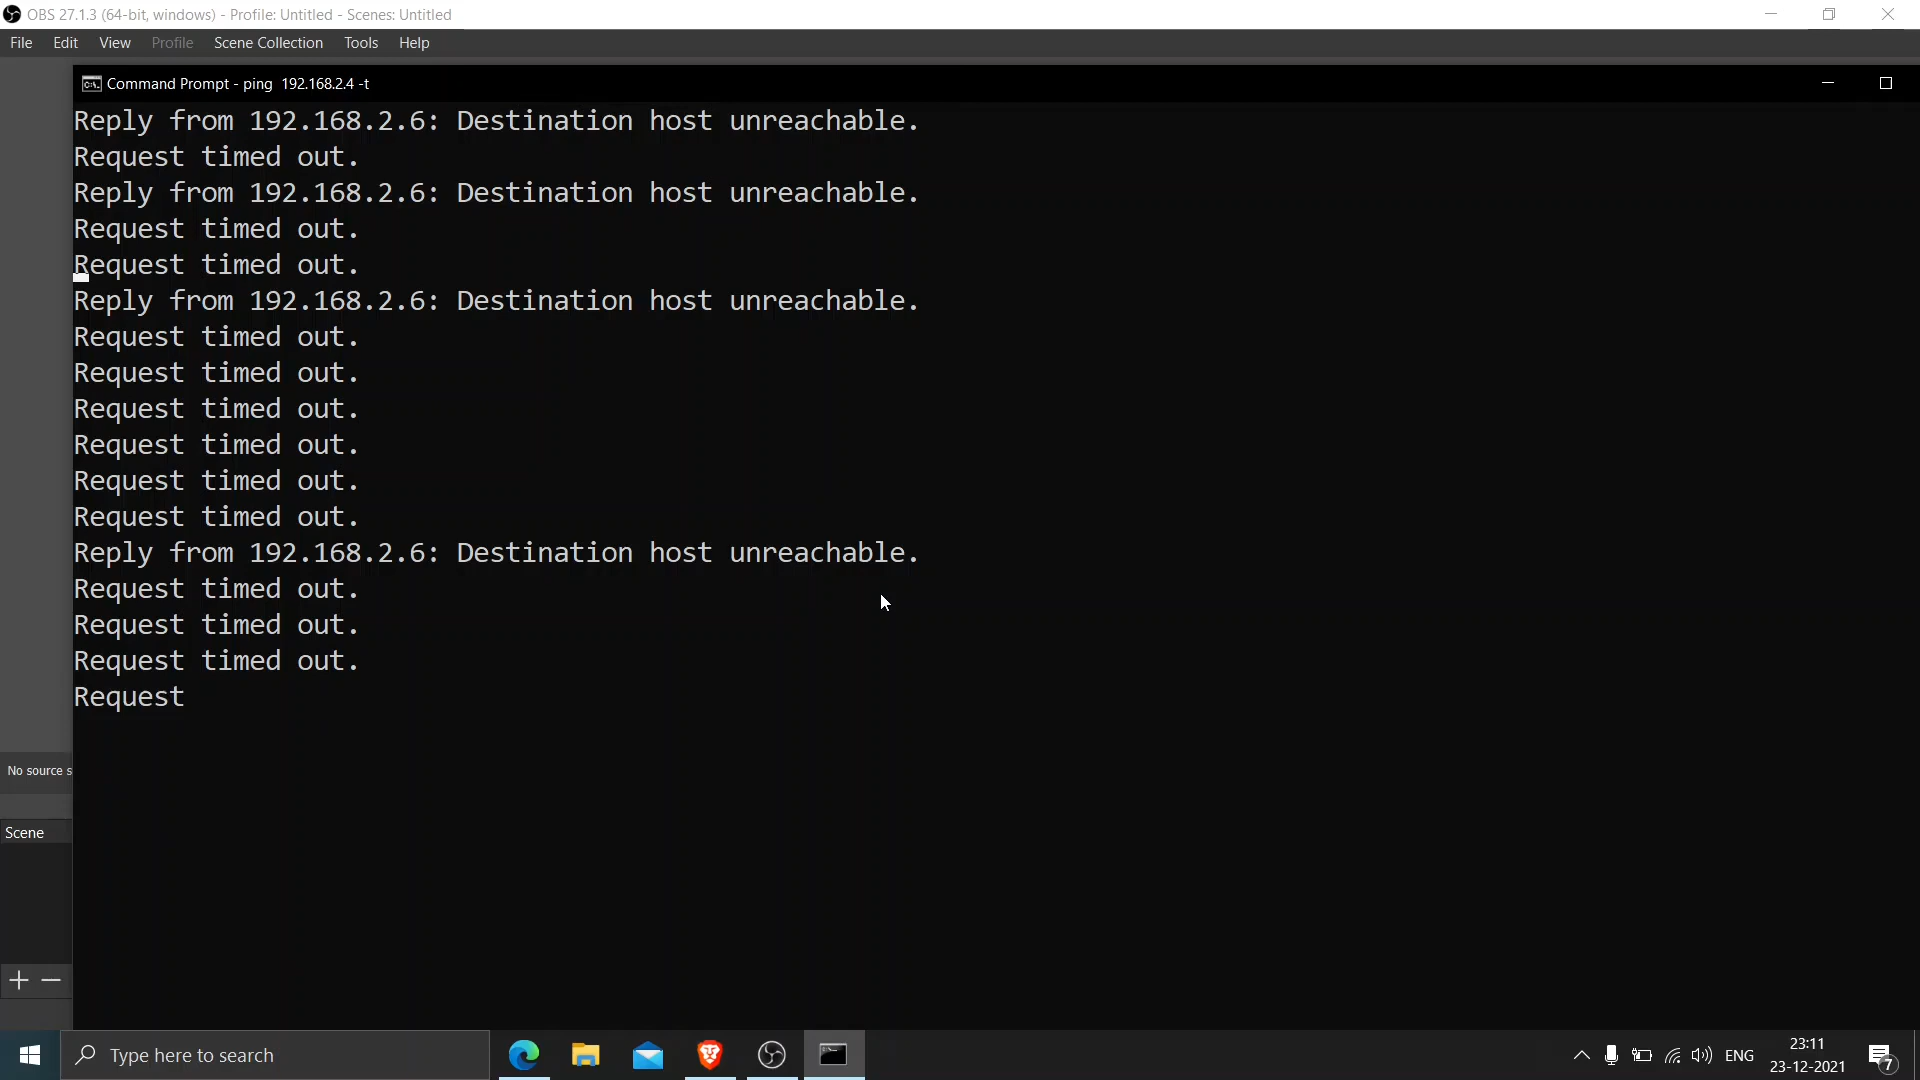 OBS 27.1.3 (64-bit, windows) - Profile: Untitled - Scenes: Untitled
File Edit View Profile Scene Collection Tools Help
Command Prompt - ping 192.168.2.4 -t
Reply from 192.168.2.6: Destination host unreachable.
Request timed out.
Reply from 192.168.2.6: Destination host unreachable.
Request timed out.
Request timed out.
Reply from 192.168.2.6: Destination host unreachable.
Request timed out.
Request timed out.
Request timed out.
Request timed out.
Request timed out.
Request timed out.
Reply from 192.168.2.6: Destination host unreachable.
Request timed out.
Request timed out.
Request timed out.
Request
No source s
Scene
Type here to search
ENG
23:11
23-12-2021
7